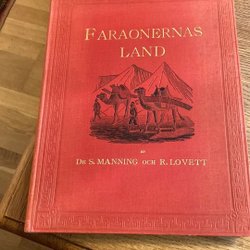 FARAONERNAS
LAND
AF
DR S. MANNING OCH R. LOVETT